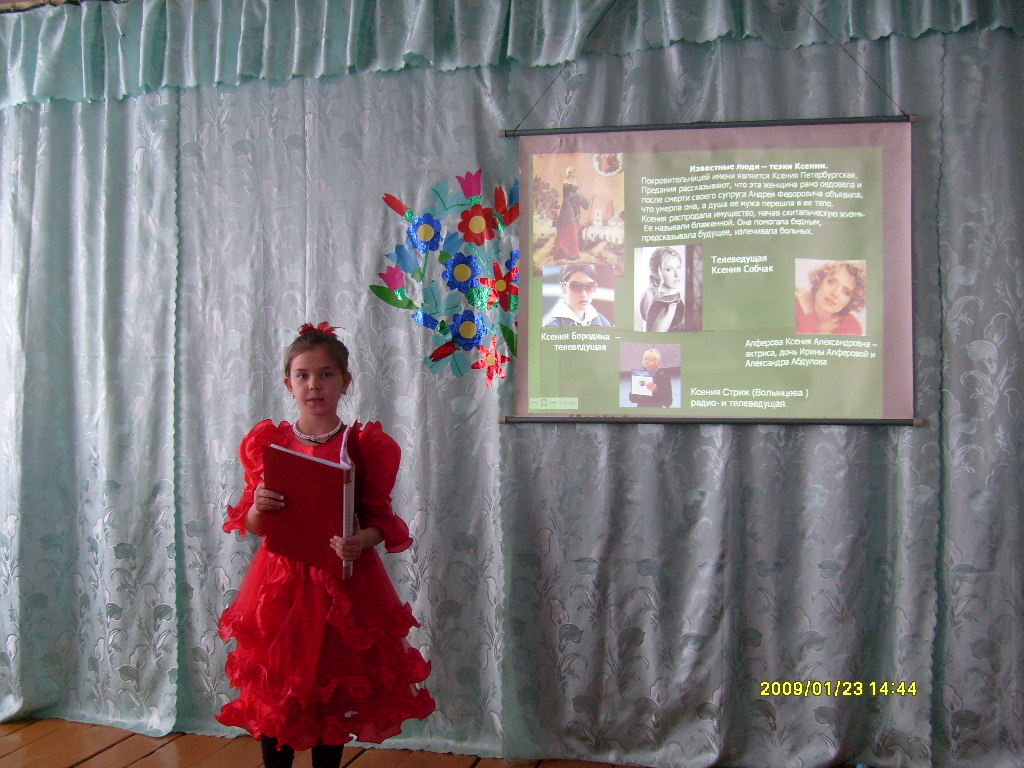 Известные люди – тезки Ксении.
Покровительницей имени является Ксения Петербургская.
Предания рассказывают, что эта женщина рано овдовела и
после смерти своего супруга Андрея Федоровича объявила,
что умерла она, а душа ее мужа перешла в ее тело.
Ксения распродала имущество, начав скитальческую жизнь.
Ее называли блаженной. Она помогала бедным,
предсказывала будущее, излечивала больных.
Телеведущая
Ксения Собчак
Ксения Бородина –
телеведущая
Алферова Ксения Александровна –
актриса, дочь Ирины Алферовой и
Александра Абдулова
Ксения Стрик (Волынцева )
радио- и телеведущая.
2009/01/23 14:44